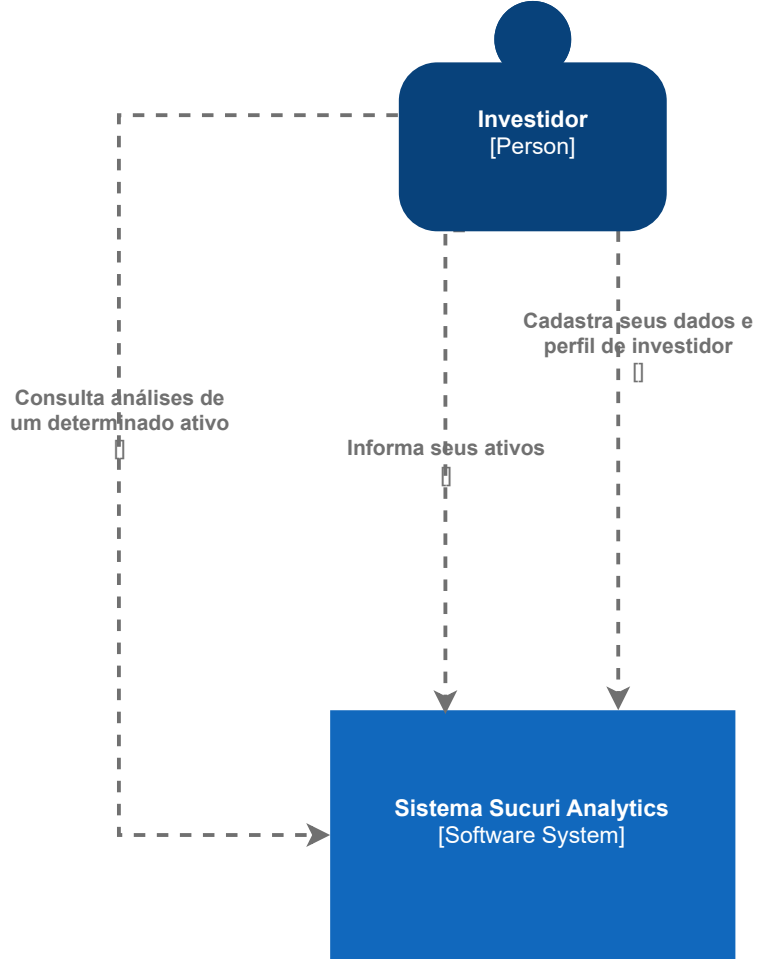 Investidor
[Person]
Cadastra seus dados e
perfil de investidor
[]
Consulta análises de
um determinado ativo
[]
Informa seus ativos
[]
Sistema Sucuri Analytics
[Software System]